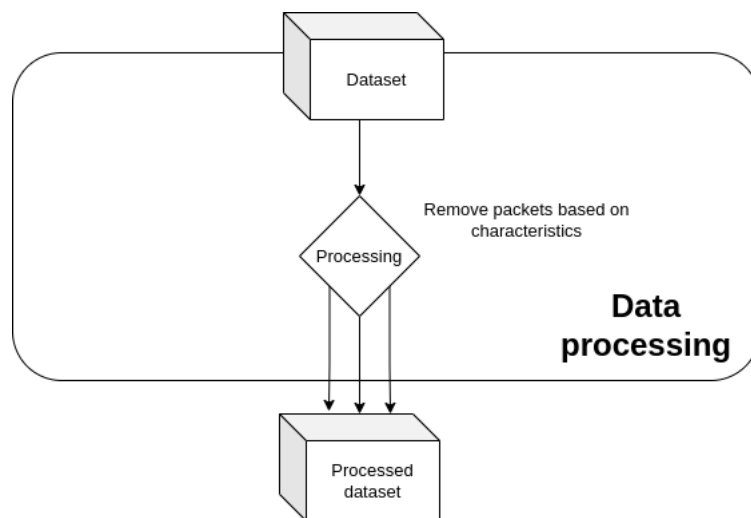 Dataset
Remove packets based on
characteristics
Processing
Data
processing
Processed
dataset